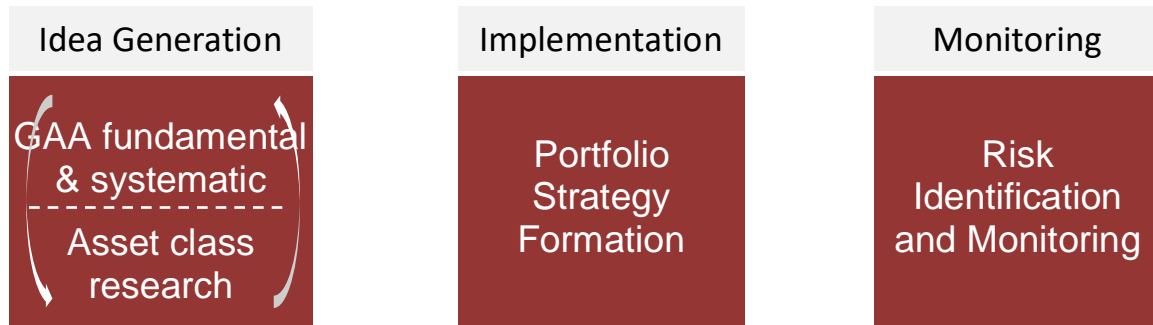 Idea Generation
GAA fundamental
& systematic
Asset class
research
Implementation
Portfolio
Strategy
Formation
Monitoring
Risk
Identification
and Monitoring